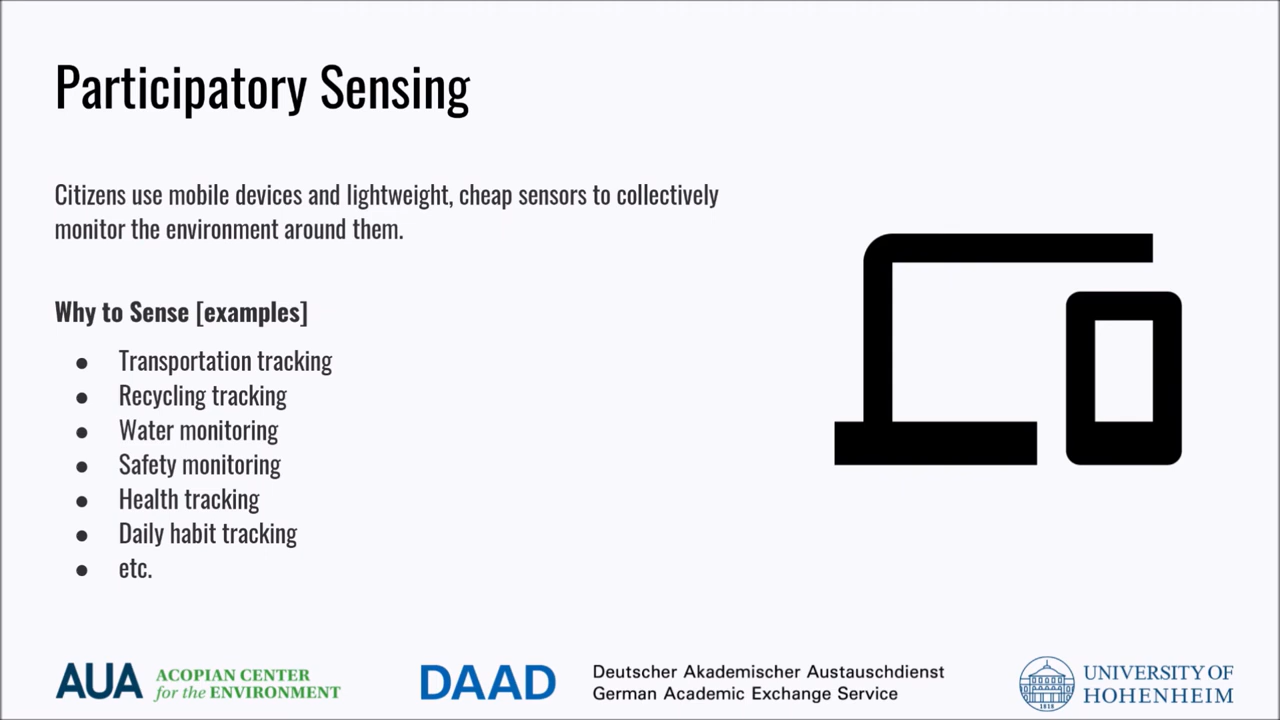 Participatory Sensing
Citizens use mobile devices and lightweight, cheap sensors to collectively
monitor the environment around them.
Why to Sense [examples]
● Transportation tracking
● Recycling tracking
● Water monitoring
● Safety monitoring
● Health tracking
● Daily habit tracking
● etc.
AUA ACOPIAN CENTER
for the ENVIRONMENT
DAAD Deutscher Akademischer Austauschdienst
German Academic Exchange Service
1818
UNIVERSITY OF
HOHENHEIM